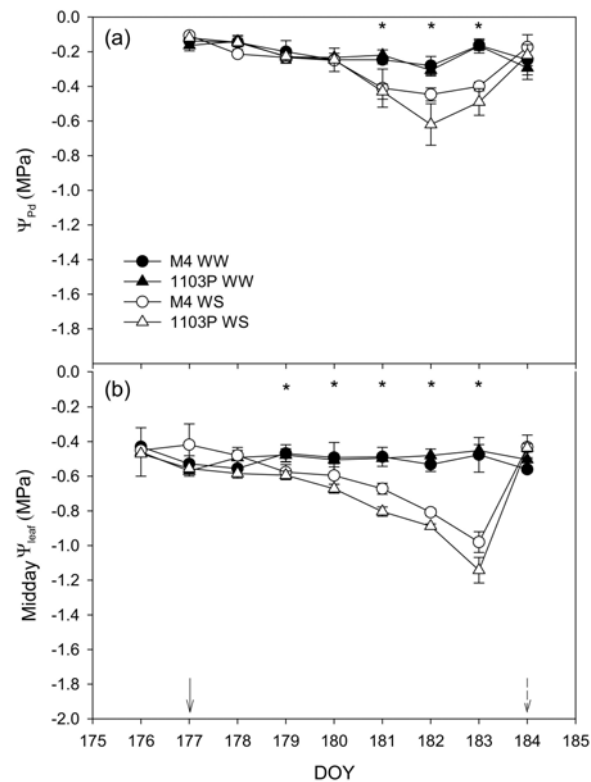 (a)
* * *
0.0
-0.2
-0.4
-0.6
-0.8
-1.0
-1.2
-1.4
-1.6
-1.8
ΨPd (MPa)
M4 WW
1103P WW
M4 WS
1103P WS
(b)
* * * * *
0.0
-0.2
-0.4
-0.6
-0.8
-1.0
-1.2
-1.4
-1.6
-1.8
-2.0
Midday Ψleaf (MPa)
175 176 177 178 179 180 181 182 183 184 185
DOY